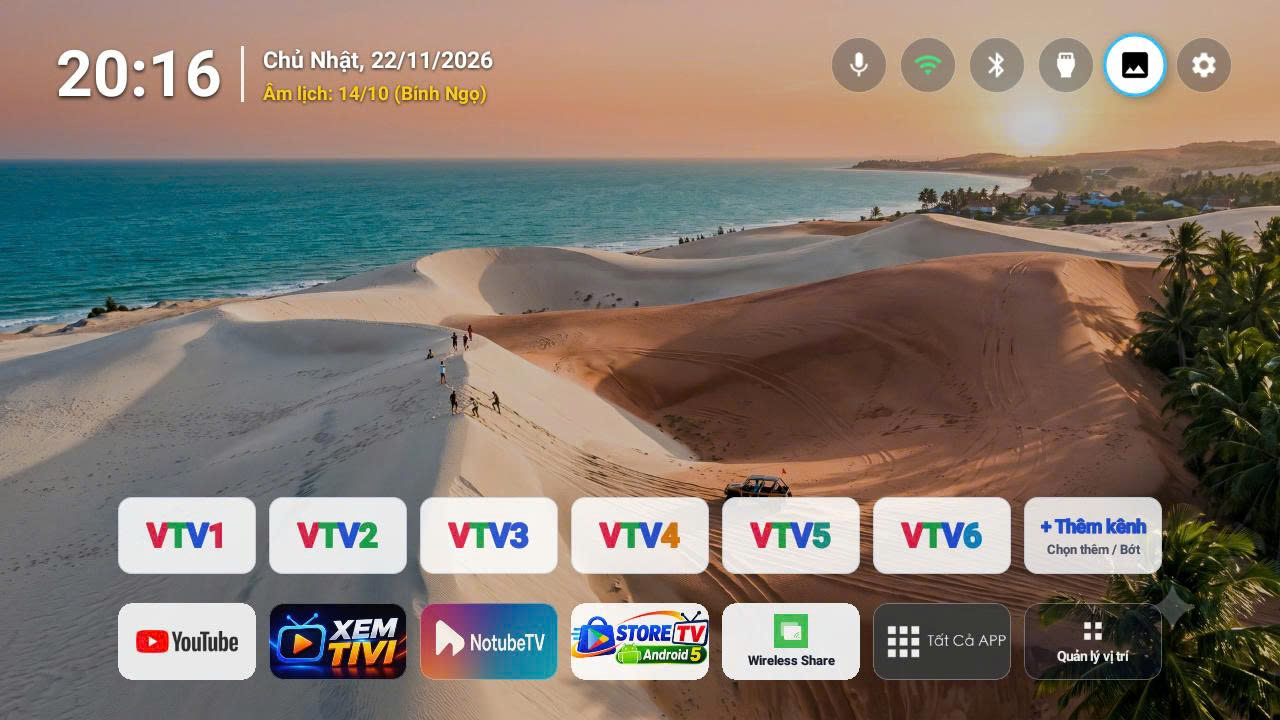 20:16
Chủ Nhật, 22/11/2026
Âm lịch: 14/10 (Bính Ngọ)
VTV1
VTV2
VTV3
VTV4
VTV5
VTV6
+ Thêm kênh
Chọn thêm / Bớt
YouTube
XEM
TIVI
NotubeTV
STORE TV
Android 5
Wireless Share
Tất Cả APP
Quản lý vị trí